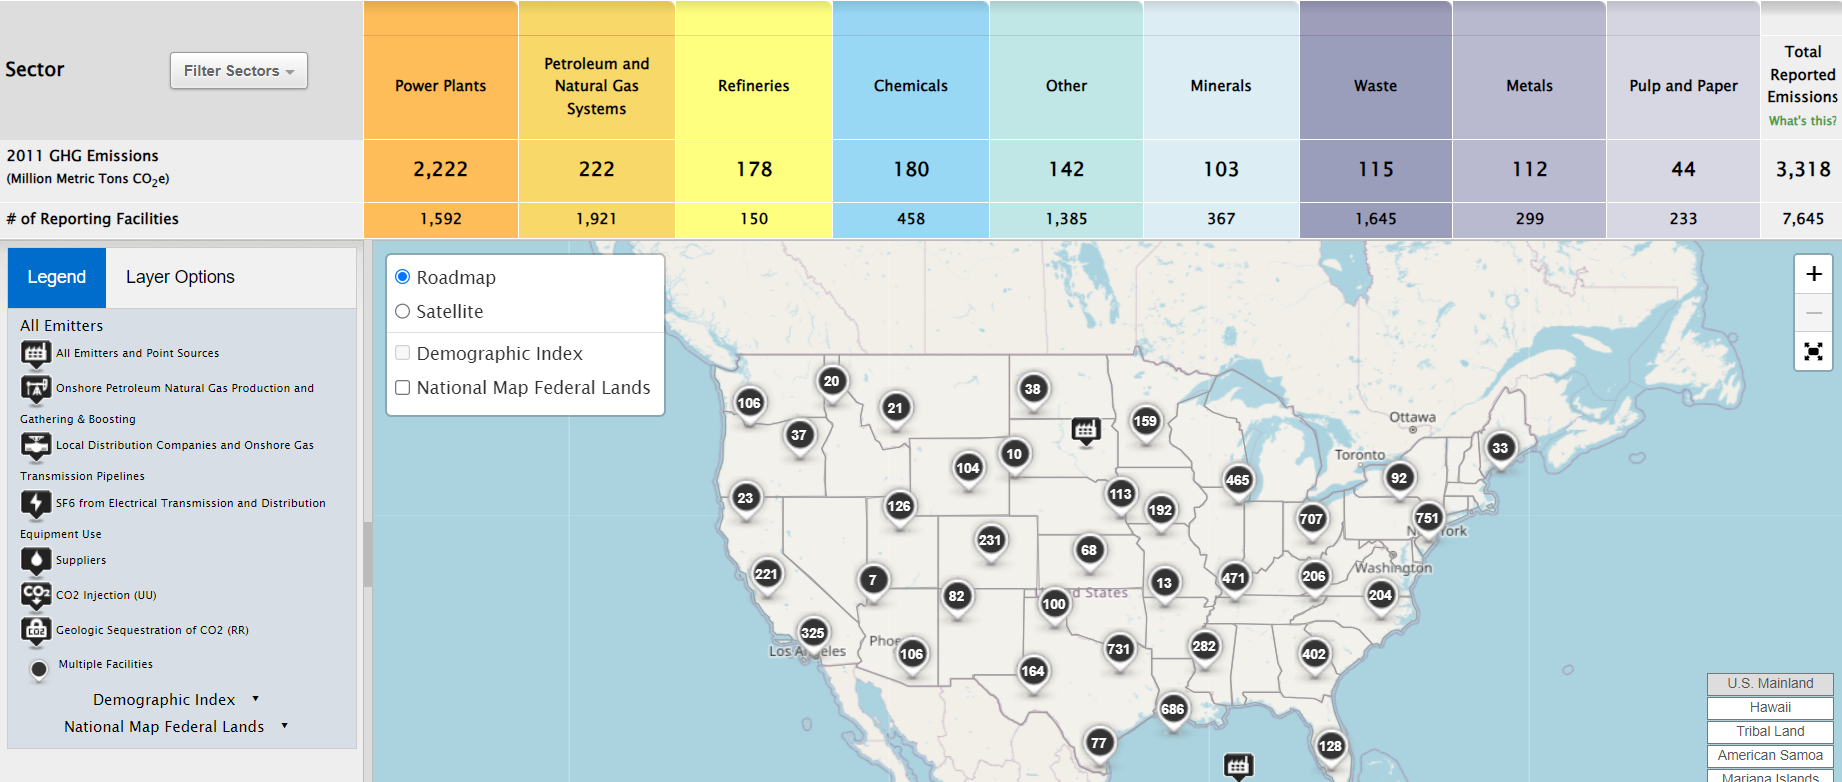 Sector
Filter Sectors
Power Plants
Petroleum and
Natural Gas
Systems
Refineries
Chemicals
Other
Minerals
Waste
Metals
Pulp and Paper
Total
Reported
Emissions
What's this?
2011 GHG Emissions
(Million Metric Tons CO2e)
2,222
222
178
180
142
103
115
112
44
3,318
# of Reporting Facilities
1,592
1,921
150
458
1,385
367
1,645
299
233
7,645
Legend
Layer Options
All Emitters
All Emitters and Point Sources
Onshore Petroleum Natural Gas Production and
Gathering & Boosting
Local Distribution Companies and Onshore Gas
Transmission Pipelines
SF6 from Electrical Transmission and Distribution
Equipment Use
Suppliers
CO2
CO2 Injection (UU)
CO2
Geologic Sequestration of CO2 (RR)
Multiple Facilities
Demographic Index
National Map Federal Lands
Roadmap
Satellite
Demographic Index
National Map Federal Lands
+
−
20
38
106
21
159
Ottawa
37
33
Toronto
10
104
92
465
113
23
126
192
707
751
New York
231
68
Washington
221
7
471
206
13
82
100
United States
204
325
Los Angeles
Phoe
106
731
282
402
164
686
77
128
U.S. Mainland
Hawaii
Tribal Land
American Samoa
Mariana Islands